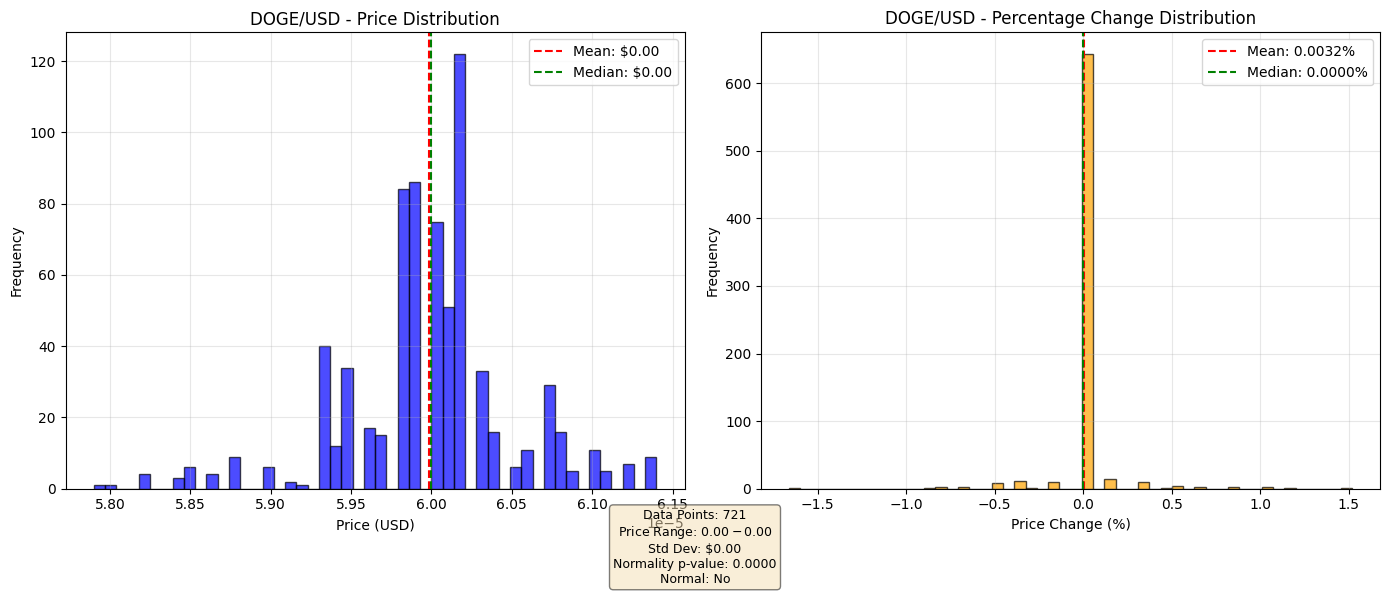 DOGE/USD - Price Distribution
Mean: $0.00
Median: $0.00
120
100
80
60
40
20
0
Frequency
5.80
5.85
5.90
5.95
6.00
6.05
6.10
6.15
1e−5
Price (USD)
DOGE/USD - Percentage Change Distribution
Mean: 0.0032%
Median: 0.0000%
600
500
400
300
200
100
0
Frequency
−1.5
−1.0
−0.5
0.0
0.5
1.0
1.5
Price Change (%)
Data Points: 721
Price Range: 0.00 − 0.00
Std Dev: $0.00
Normality p-value: 0.0000
Normal: No